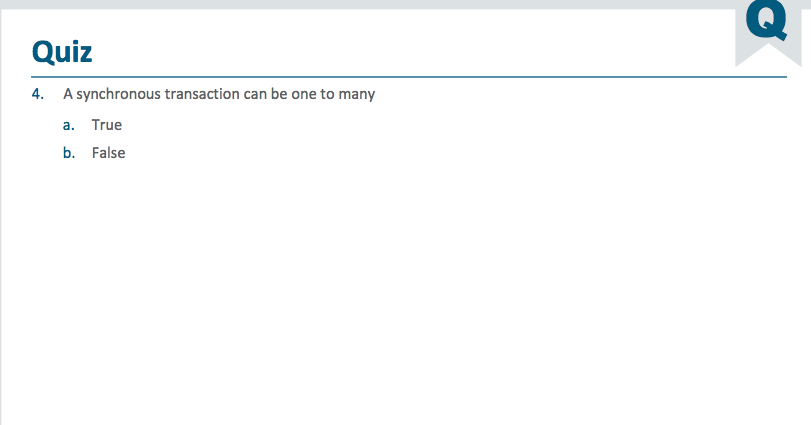 Q
Quiz
4. A synchronous transaction can be one to many
a. True
b. False